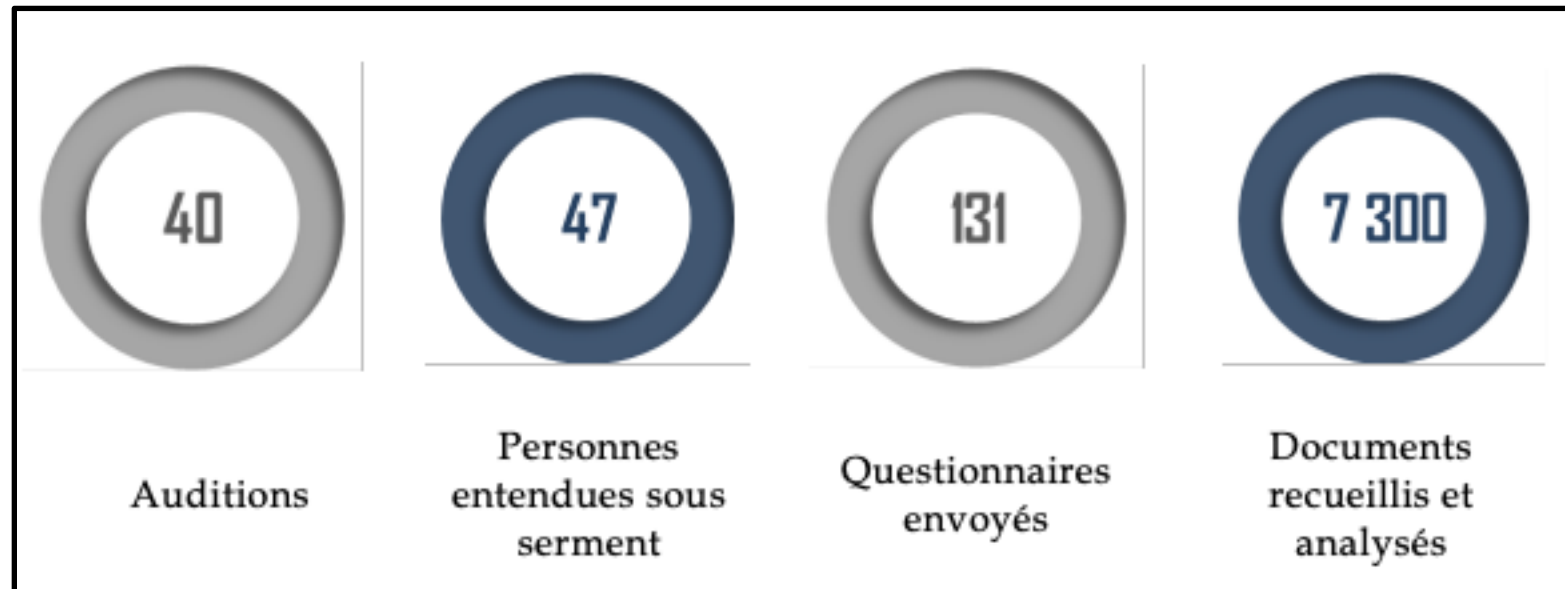 40
47
131
7 300
Auditions
Personnes
entendues sous
serment
Questionnaires
envoyés
Documents
recueillis et
analysés